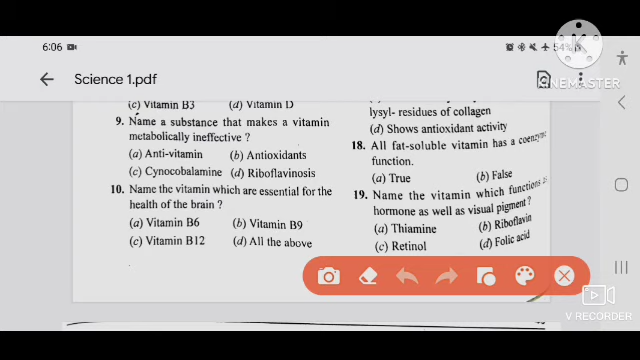 6:06
54%
KINEMASTER
Science 1.pdf
(c) Vitamin B3 (d) Vitamin D
9. Name a substance that makes a vitamin
metabolically ineffective ?
(a) Anti-vitamin (b) Antioxidants
(c) Cynocobalamine (d) Riboflavinosis
10. Name the vitamin which are essential for the
health of the brain ?
(a) Vitamin B6 (b) Vitamin B9
(c) Vitamin B12 (d) All the above
lysyl- residues of collagen
(d) Shows antioxidant activity
18. All fat-soluble vitamin has a coenzyme
function.
(a) True (b) False
19. Name the vitamin which functions as
hormone as well as visual pigment ?
(a) Thiamine (b) Riboflavin
(c) Retinol (d) Folic acid
V RECORDER